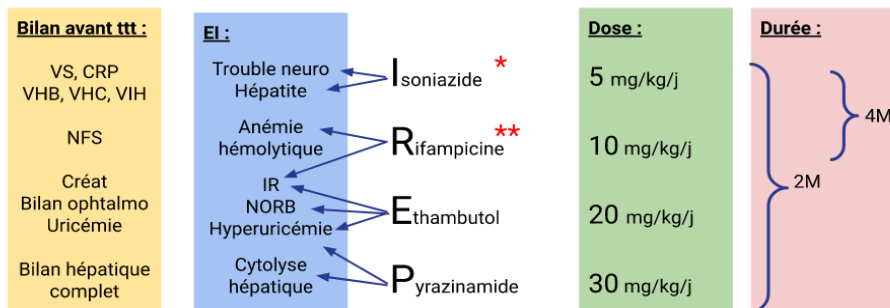 Bilan avant ttt :
VS, CRP
VHB, VHC, VIH
NFS
Créat
Bilan ophtalmo
Uricémie
Bilan hépatique
complet
EI :
Trouble neuro
Hépatite
Anémie
hémolytique
IR
NORB
Hyperuricémie
Cytolyse
hépatique
Isoniazide *
Rifampicine **
Ethambutol
Pyrazinamide
Dose :
5 mg/kg/j
10 mg/kg/j
20 mg/kg/j
30 mg/kg/j
Durée :
4M
2M